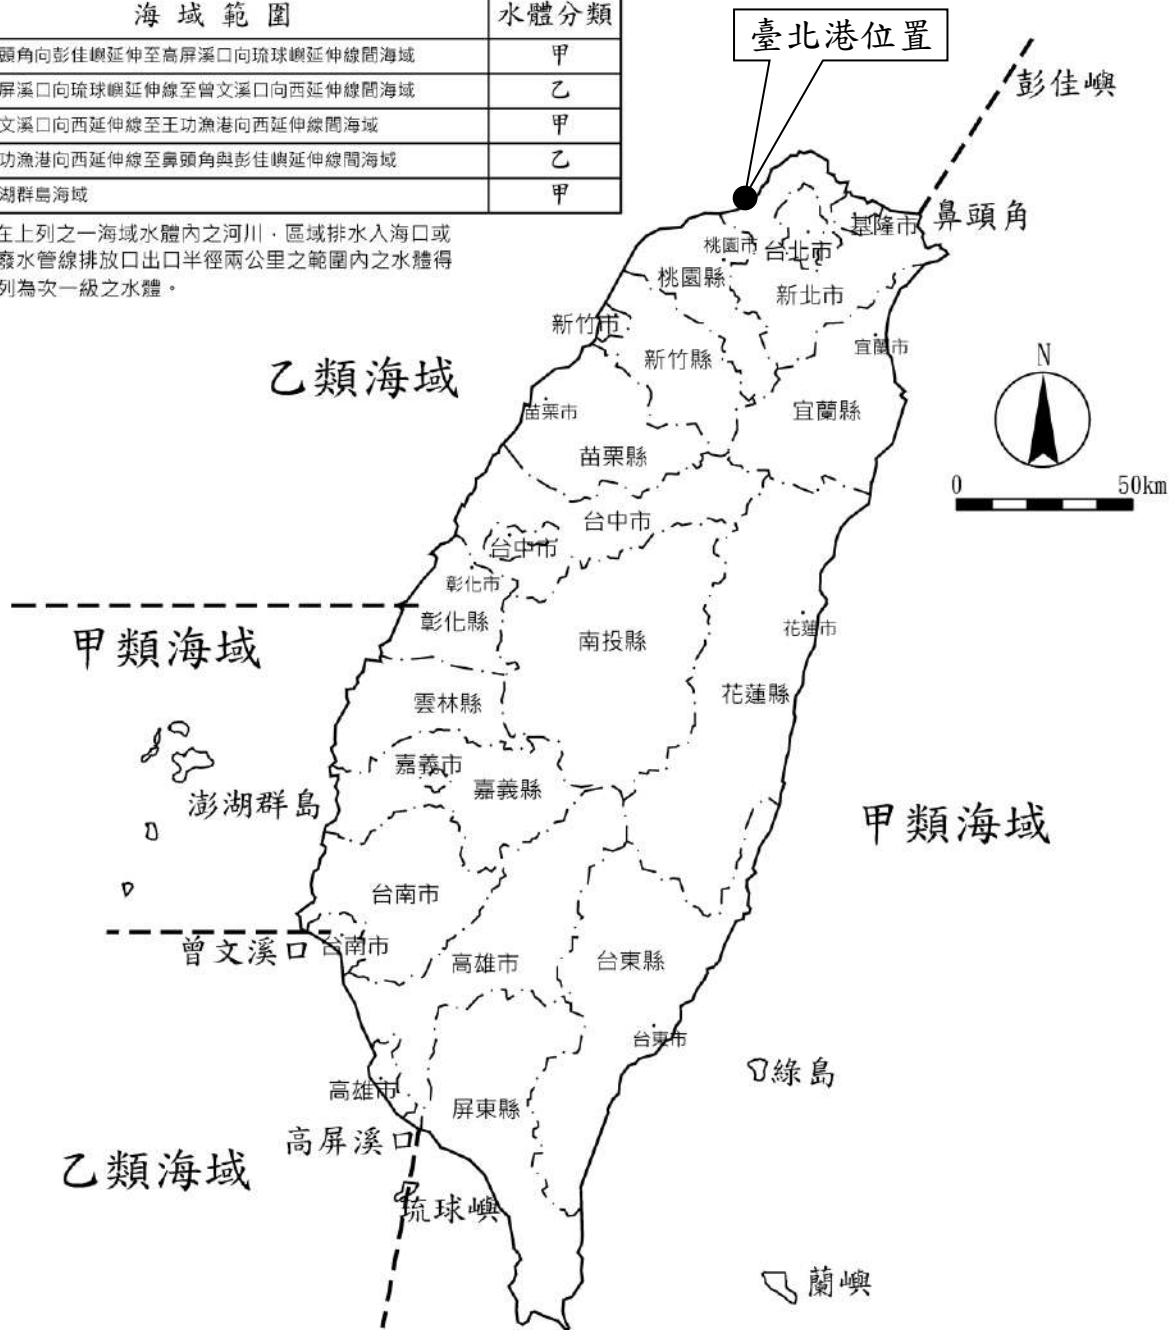 海域範圍 水體分類
頭角向彭佳嶼延伸至高屏溪口向琉球嶼延伸線間海域 甲
屏溪口向琉球嶼延伸線至曾文溪口向西延伸線間海域 乙
文溪口向西延伸線至王功漁港向西延伸線間海域 甲
功漁港向西延伸線至鼻頭角與彭佳嶼延伸線間海域 乙
湖群島海域 甲
在上列之一海域水體內之河川，區域排水入海口或
廢水管線排放口出口半徑兩公里之範圍內之水體得
列為次一級之水體。
臺北港位置
彭佳嶼
鼻頭角
基隆市
桃園市
台北市
桃園縣
新北市
新竹市
新竹縣
宜蘭市
乙類海域
N
苗栗市
宜蘭縣
苗栗縣
0 50km
台中市
台中市
彰化市
彰化縣
甲類海域
南投縣
花蓮市
雲林縣
花蓮縣
嘉義市
嘉義縣
澎湖群島
甲類海域
台南市
曾文溪口
台南市
高雄市
台東縣
台東市
綠島
高雄市
屏東縣
高屏溪口
乙類海域
琉球嶼
蘭嶼